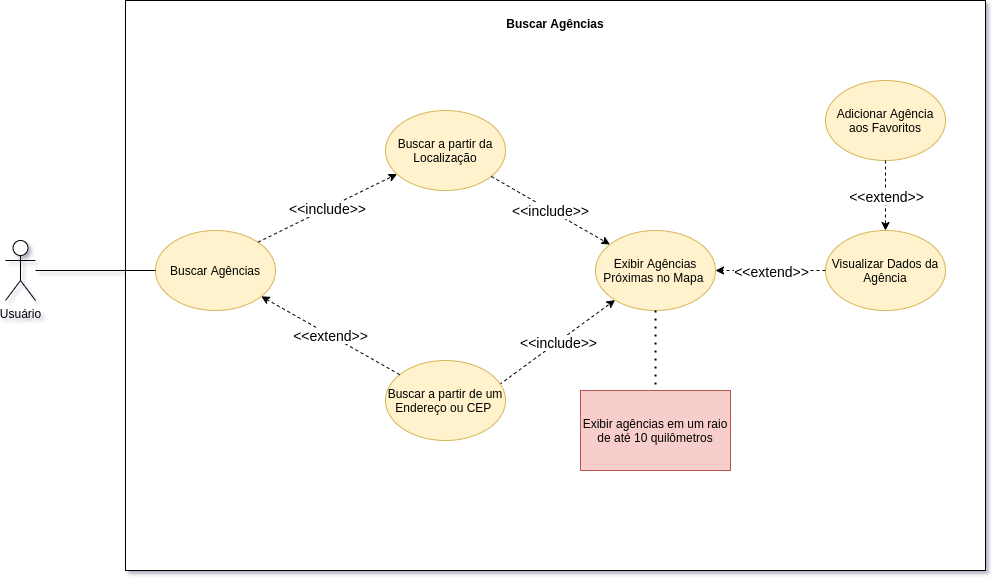 Buscar Agências
Adicionar Agência
aos Favoritos
Buscar a partir da
Localização
<<extend>>
<<include>>
<<include>>
Usuário
Buscar Agências
Exibir Agências
Próximas no Mapa
<<extend>>
Visualizar Dados da
Agência
<<extend>>
<<include>>
Buscar a partir de um
Endereço ou CEP
Exibir agências em um raio
de até 10 quilômetros